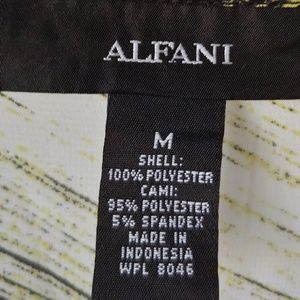 ALFANI
M
SHELL:
100% POLYESTER
CAMI:
95% POLYESTER
5% SPANDEX
MADE IN
INDONESIA
WPL 8046